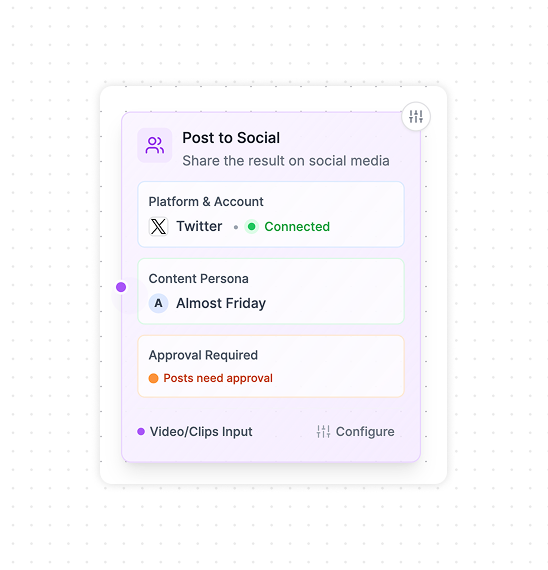 Post to Social
Share the result on social media
Platform & Account
Twitter • Connected
Content Persona
A Almost Friday
Approval Required
Posts need approval
Video/Clips Input
Configure